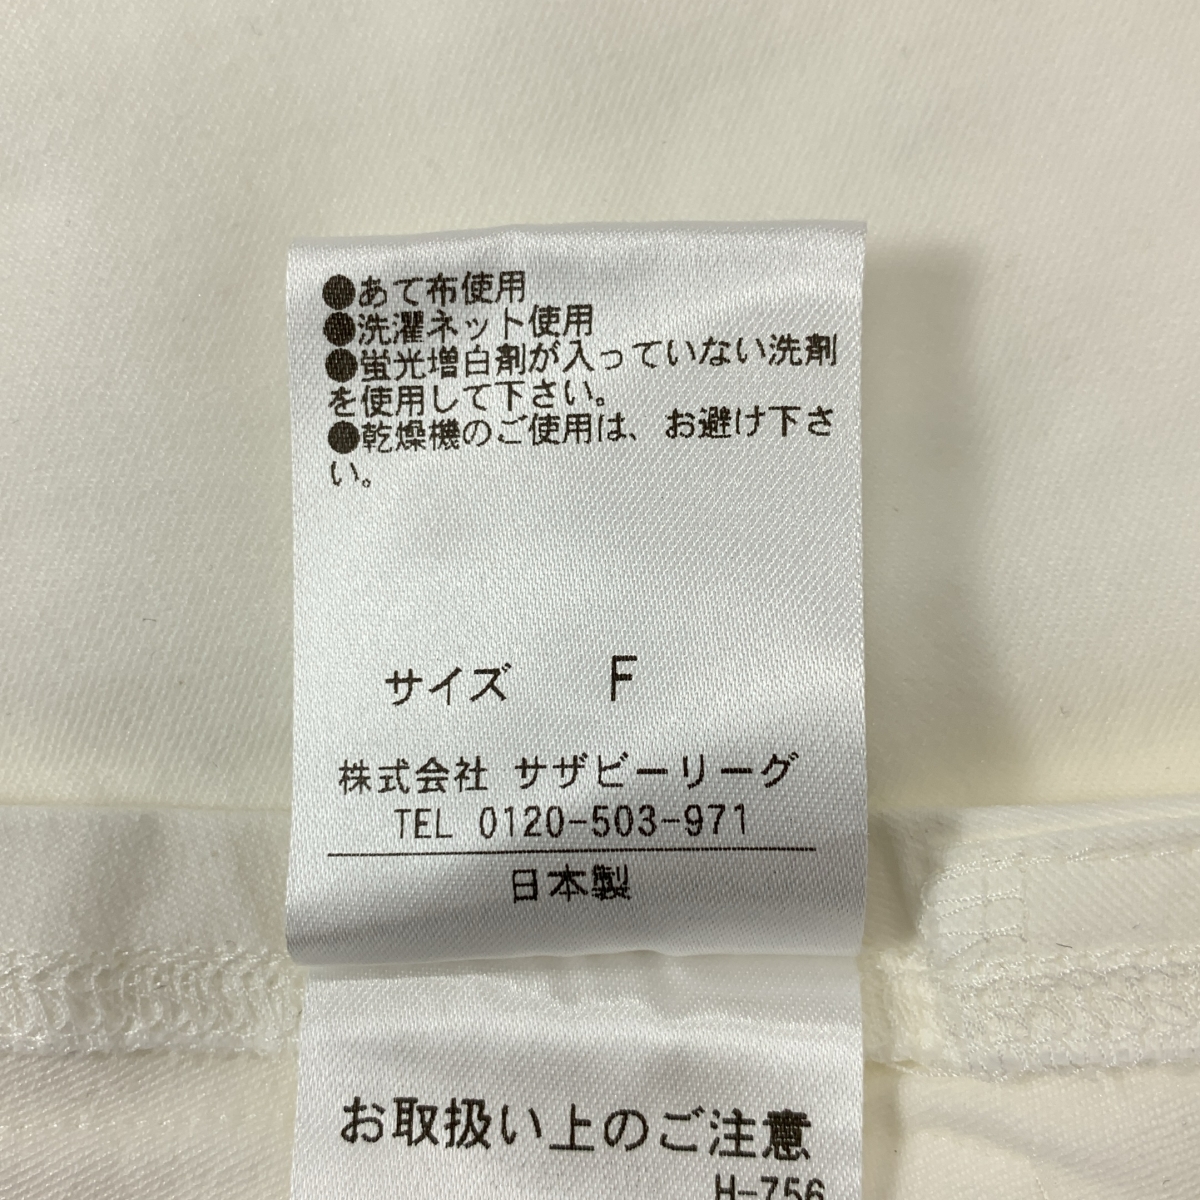 ●あて布使用
●洗濯ネット使用
●蛍光増白剤が入っていない洗剤
を使用して下さい。
●乾燥機のご使用は、お避け下さ
い。
サイズ F
株式会社 サザビーリーグ
TEL 0120-503-971
日本製
お取扱い上のご注意
H-756